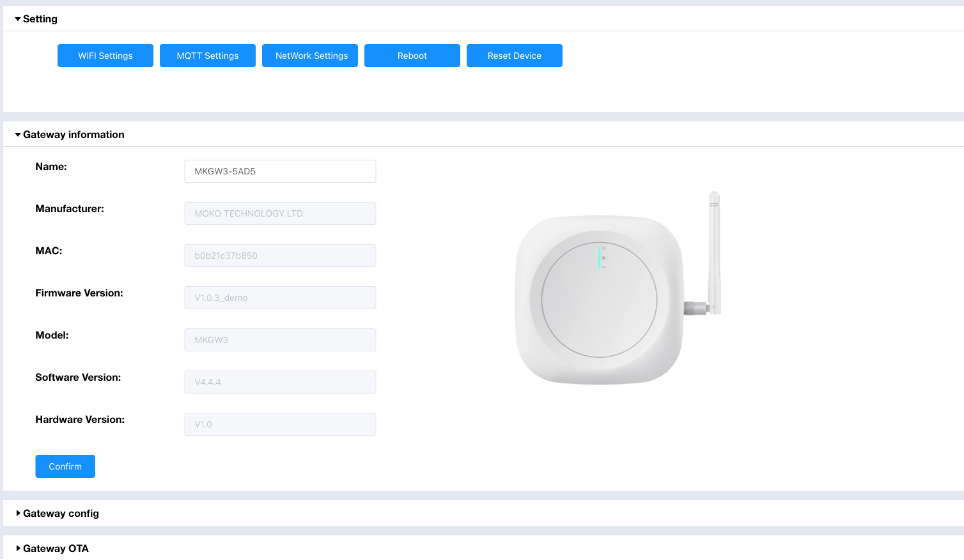 Setting
WIFI Settings
MQTT Settings
NetWork Settings
Reboot
Reset Device
Gateway information
Name:
MKGW3-5AD5
Manufacturer:
MOKO TECHNOLOGY LTD.
MAC:
b0b21c37b850
Firmware Version:
V1.0.3_demo
Model:
MKGW3
Software Version:
V4.4.4
Hardware Version:
V1.0
Confirm
Gateway config
Gateway OTA